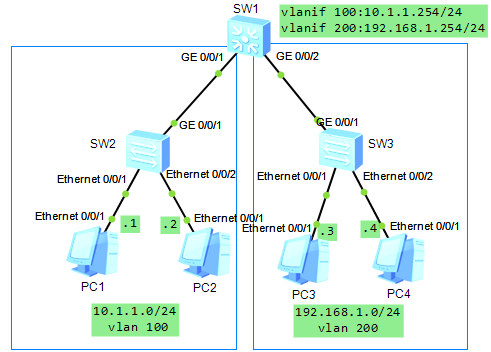 SW1
vlanif 100:10.1.1.254/24
vlanif 200:192.168.1.254/24
GE 0/0/1
GE 0/0/2
GE 0/0/1
GE 0/0/1
SW2
SW3
Ethernet 0/0/1
Ethernet 0/0/2
Ethernet 0/0/1
Ethernet 0/0/2
Ethernet 0/0/1
.1
.2
Ethernet 0/0/1
Ethernet 0/0/1
.3
.4
Ethernet 0/0/1
PC1
PC2
PC3
PC4
10.1.1.0/24
vlan 100
192.168.1.0/24
vlan 200